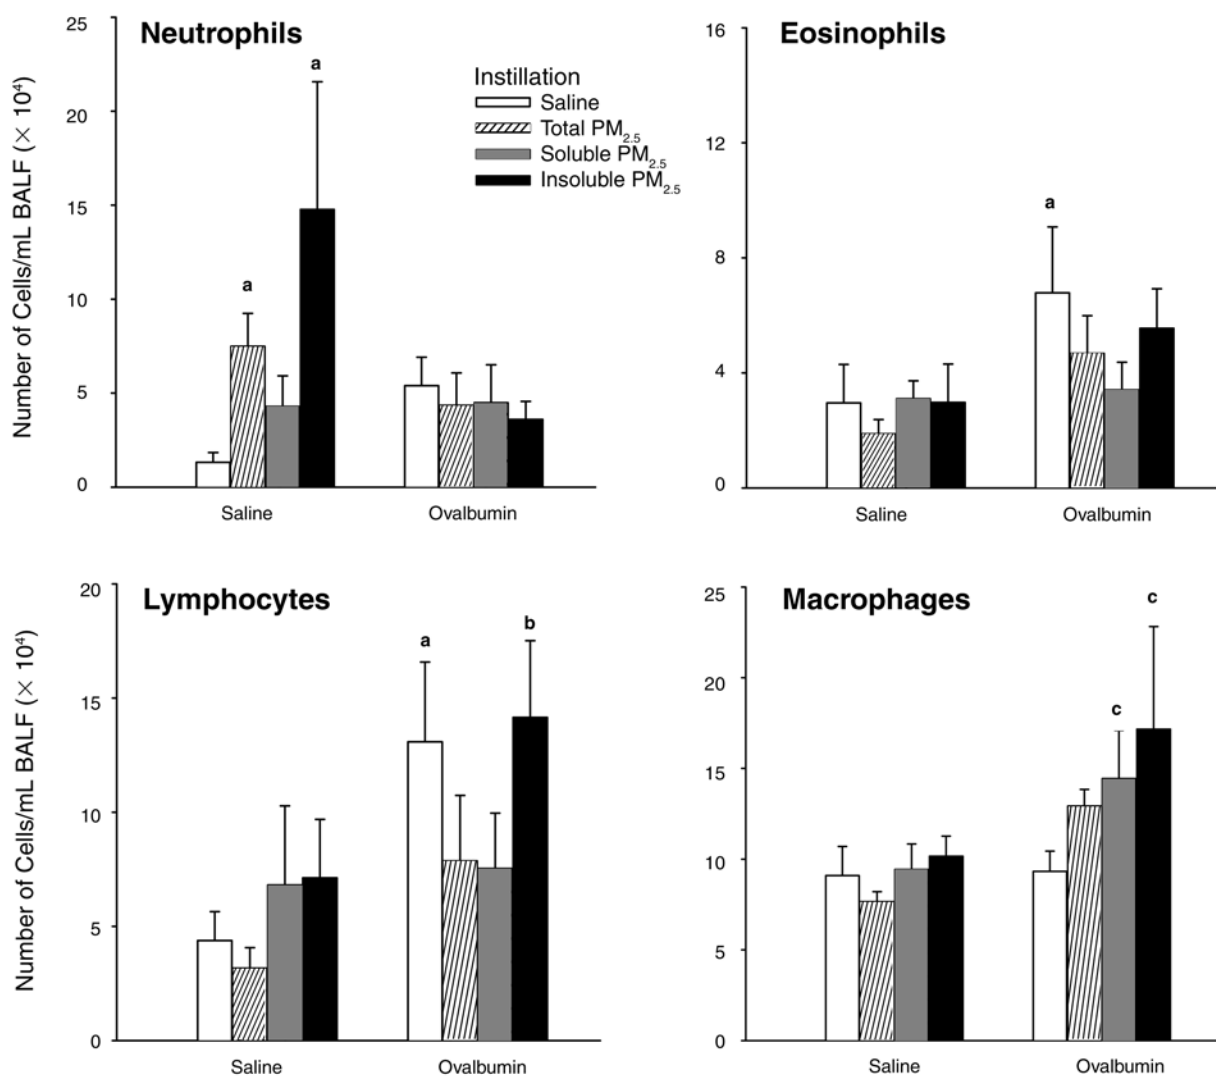 Neutrophils
Number of Cells/mL BALF (× 10⁴)
25
20
15
10
5
0
a
a
Instillation
Saline
Total PM₂.₅
Soluble PM₂.₅
Insoluble PM₂.₅
Saline
Ovalbumin
Eosinophils
16
12
8
4
0
a
Saline
Ovalbumin
Lymphocytes
Number of Cells/mL BALF (× 10⁴)
20
15
10
5
0
a
b
Saline
Ovalbumin
Macrophages
25
20
15
10
5
0
c
c
Saline
Ovalbumin